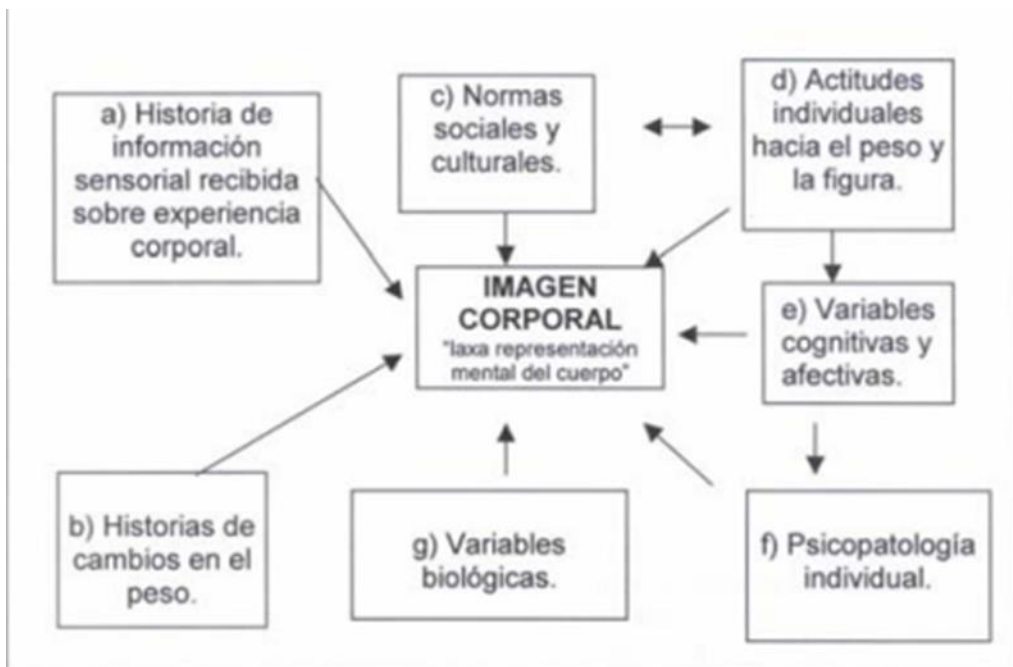 a) Historia de
información
sensorial recibida
sobre experiencia
corporal.
c) Normas
sociales y
culturales.
d) Actitudes
individuales
hacia el peso y
la figura.
IMAGEN
CORPORAL
"laxa representación
mental del cuerpo"
e) Variables
cognitivas y
afectivas.
b) Historias de
cambios en el
peso.
g) Variables
biológicas.
f) Psicopatología
individual.